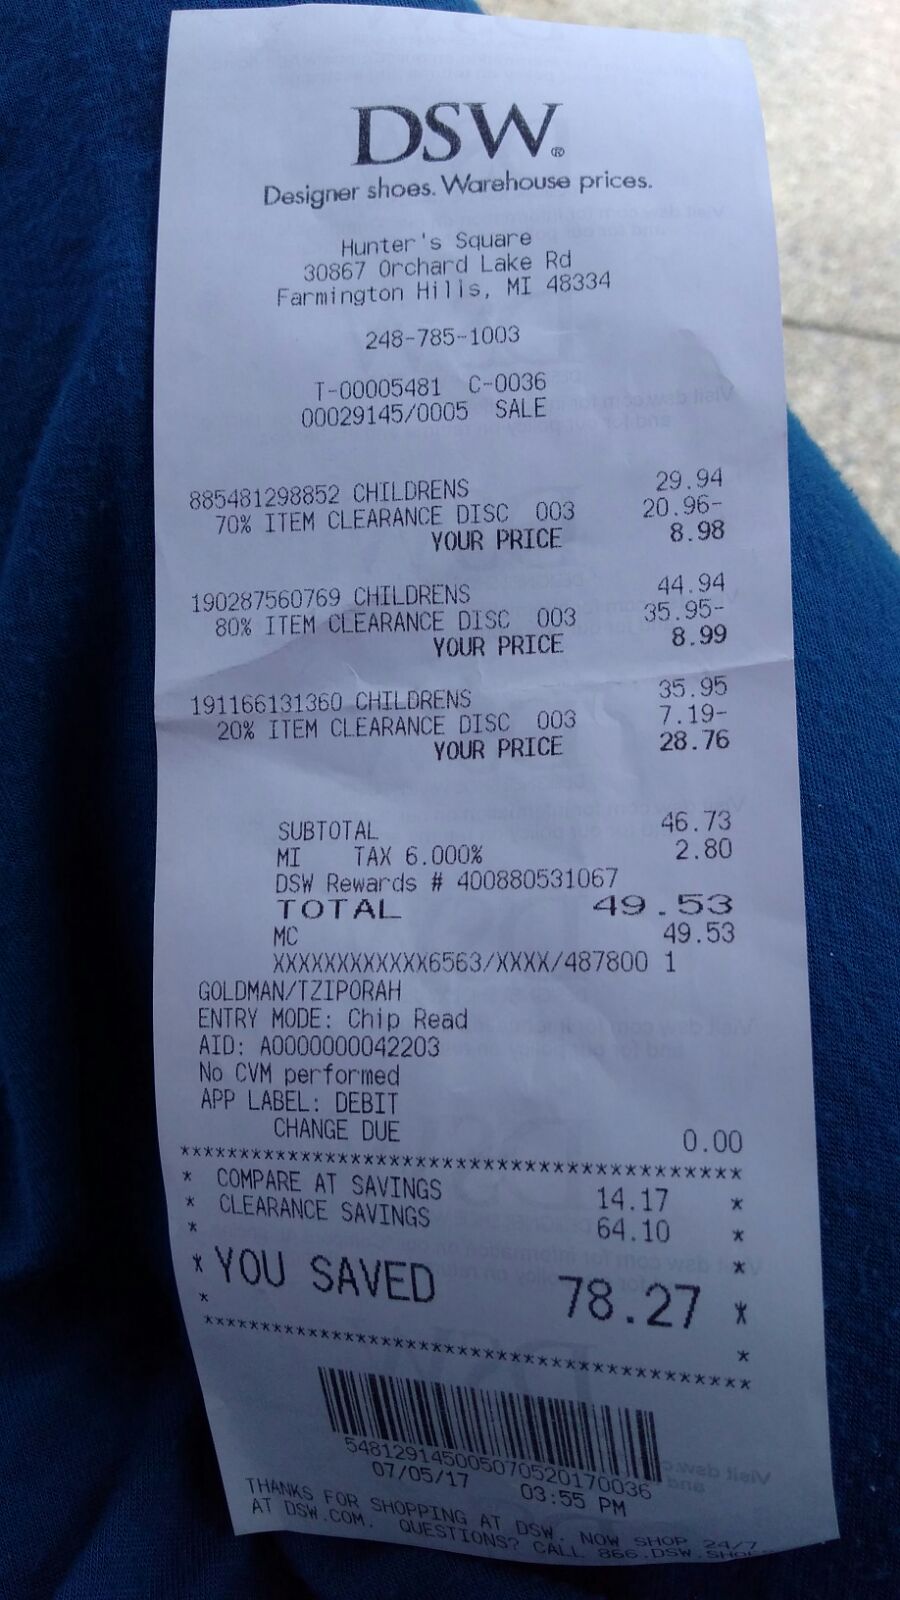 DSW®
Designer shoes. Warehouse prices.
Hunter's Square
30867 Orchard Lake Rd
Farmington Hills, MI 48334
248-785-1003
T-00005481 C-0036
00029145/0005 SALE
885481298852 CHILDRENS 29.94
70% ITEM CLEARANCE DISC 003 20.96-
YOUR PRICE 8.98
190287560769 CHILDRENS 44.94
80% ITEM CLEARANCE DISC 003 35.95-
YOUR PRICE 8.99
191166131360 CHILDRENS 35.95
20% ITEM CLEARANCE DISC 003 7.19-
YOUR PRICE 28.76
SUBTOTAL 46.73
MI TAX 6.000% 2.80
DSW Rewards # 400880531067
TOTAL 49.53
MC 49.53
XXXXXXXXXXXX6563/XXXX/487800 1
GOLDMAN/TZIPORAH
ENTRY MODE: Chip Read
AID: A0000000042203
No CVM performed
APP LABEL: DEBIT
CHANGE DUE 0.00
****************************************
* COMPARE AT SAVINGS 14.17 *
* CLEARANCE SAVINGS 64.10 *
* *
* YOU SAVED 78.27 *
* *
****************************************
548129145005070520170036
07/05/17 03:55 PM
THANKS FOR SHOPPING AT DSW. NOW SHOP 24/7
AT DSW.COM. QUESTIONS? CALL 866.DSW.